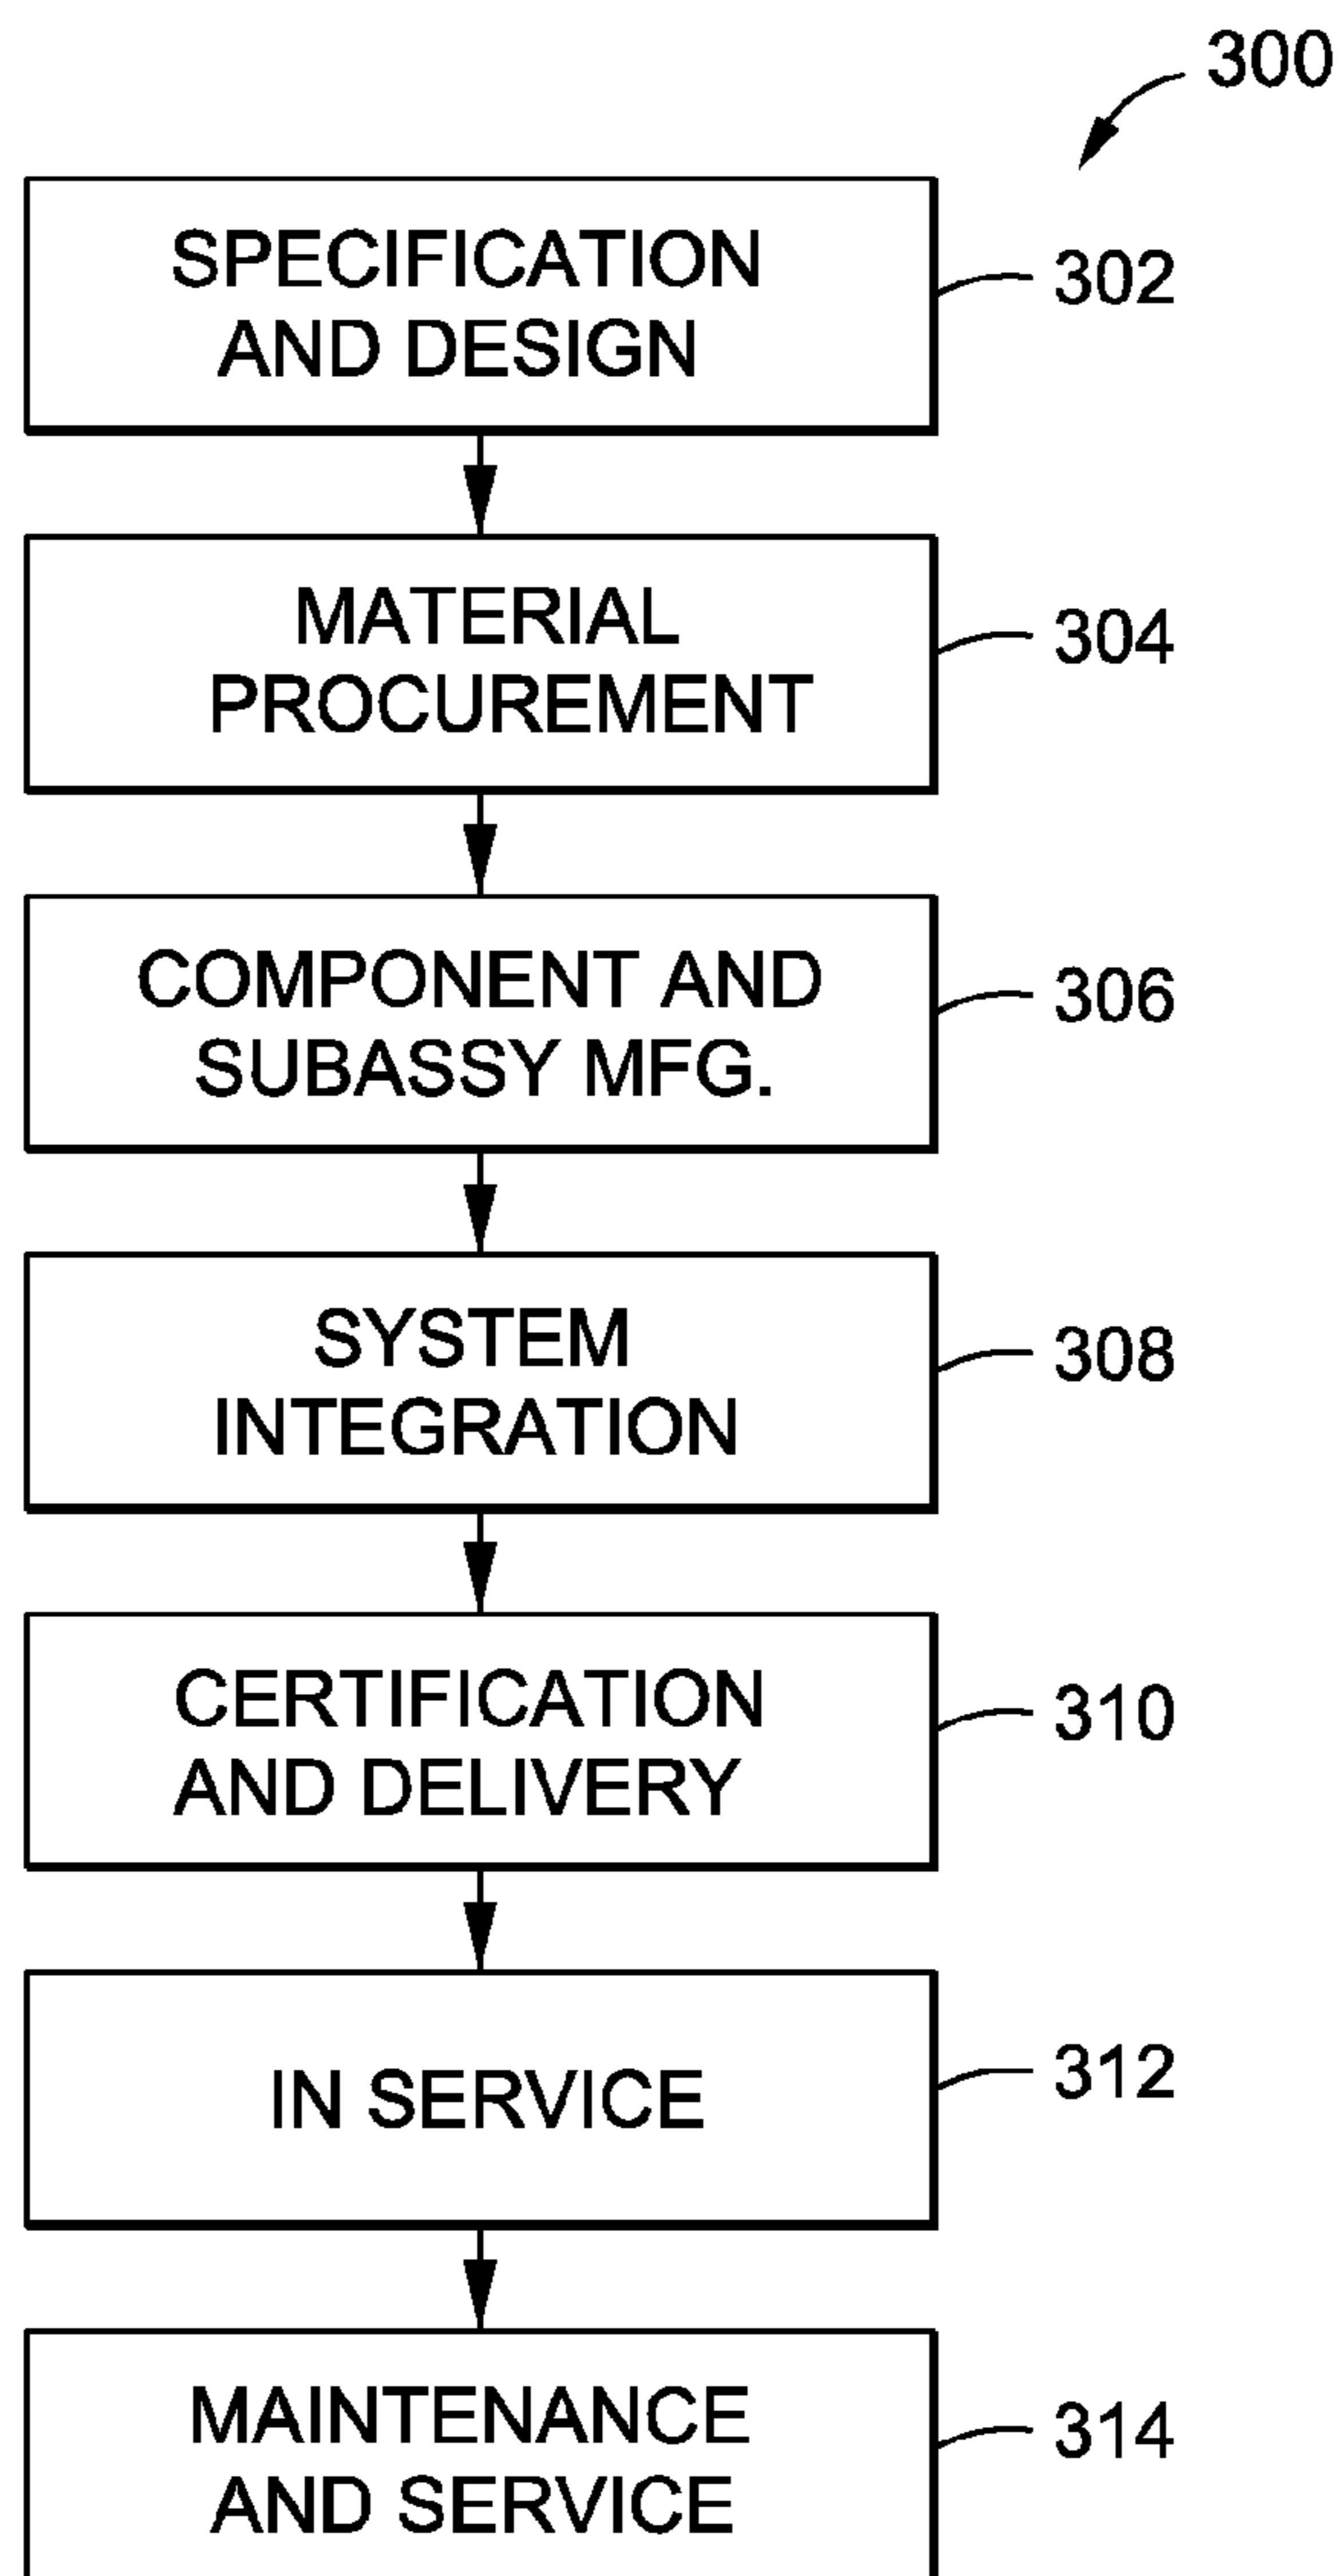 300
SPECIFICATION
AND DESIGN
302
MATERIAL
PROCUREMENT
304
COMPONENT AND
SUBASSY MFG.
306
SYSTEM
INTEGRATION
308
CERTIFICATION
AND DELIVERY
310
IN SERVICE
312
MAINTENANCE
AND SERVICE
314